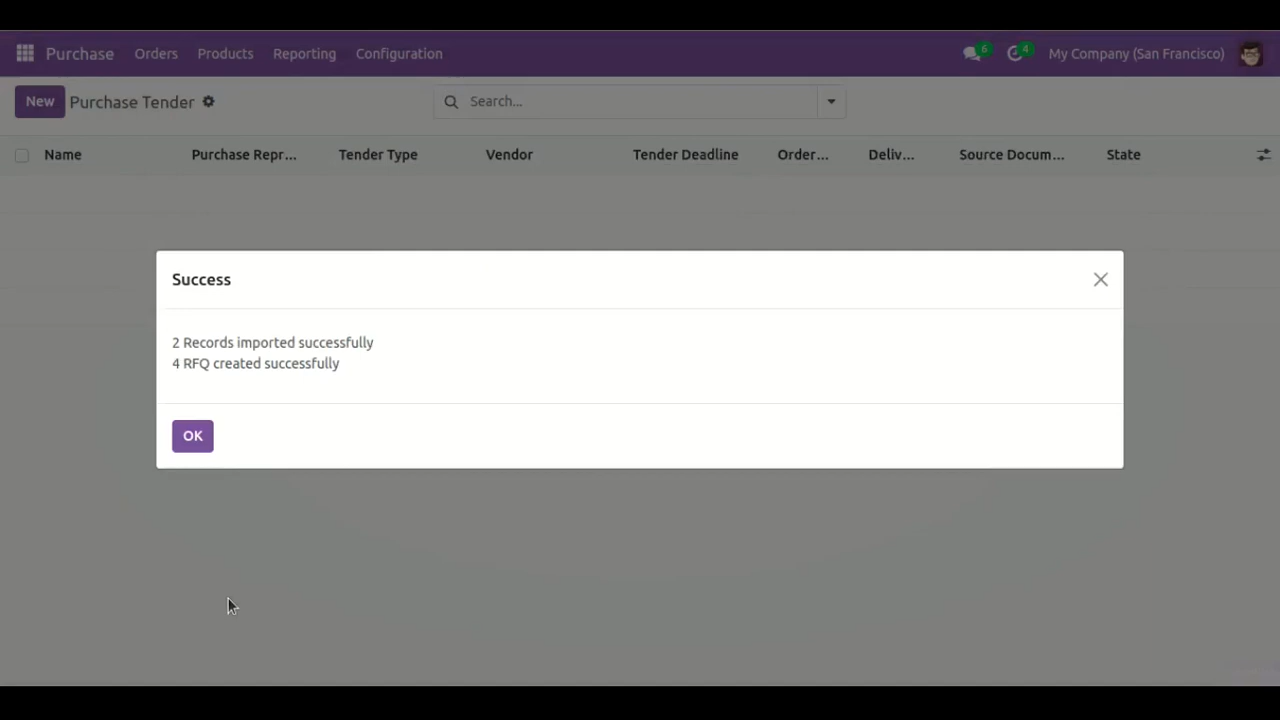 Purchase Orders Products Reporting Configuration 6 4 My Company (San Francisco)
New Purchase Tender Search...
Name Purchase Repr... Tender Type Vendor Tender Deadline Order... Deliv... Source Docum... State
Success
2 Records imported successfully
4 RFQ created successfully
OK